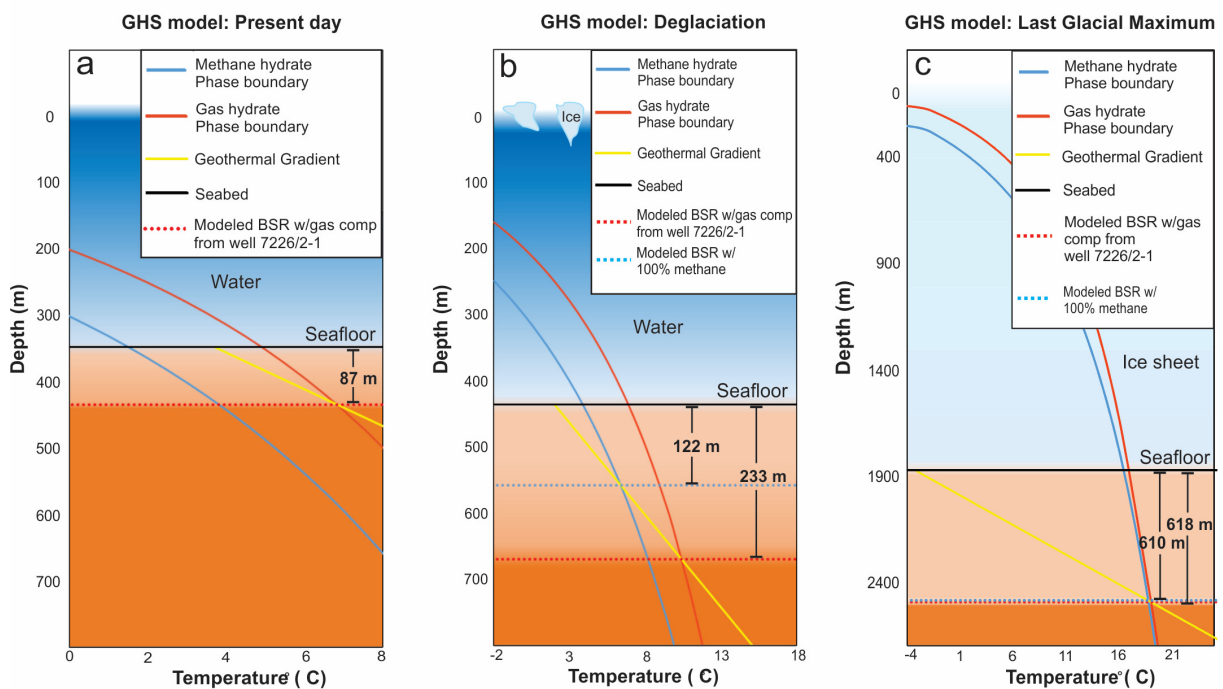 GHS model: Present day
a
Methane hydrate
Phase boundary
Gas hydrate
Phase boundary
Geothermal Gradient
Seabed
Modeled BSR w/gas comp
from well 7226/2-1
Water
Seafloor
87 m
0
100
200
300
400
500
600
700
Depth (m)
0
2
4
6
8
Temperature (°C)
GHS model: Deglaciation
b
Ice
Methane hydrate
Phase boundary
Gas hydrate
Phase boundary
Geothermal Gradient
Seabed
Modeled BSR w/gas comp
from well 7226/2-1
Modeled BSR w/
100% methane
Water
Seafloor
122 m
233 m
0
100
200
300
400
500
600
700
Depth (m)
-2
3
8
13
18
Temperature (°C)
GHS model: Last Glacial Maximum
c
Methane hydrate
Phase boundary
Gas hydrate
Phase boundary
Geothermal Gradient
Seabed
Modeled BSR w/gas
comp from
well 7226/2-1
Modeled BSR w/
100% methane
Ice sheet
Seafloor
618 m
610 m
0
400
900
1400
1900
2400
Depth (m)
-4
1
6
11
16
21
Temperature (°C)